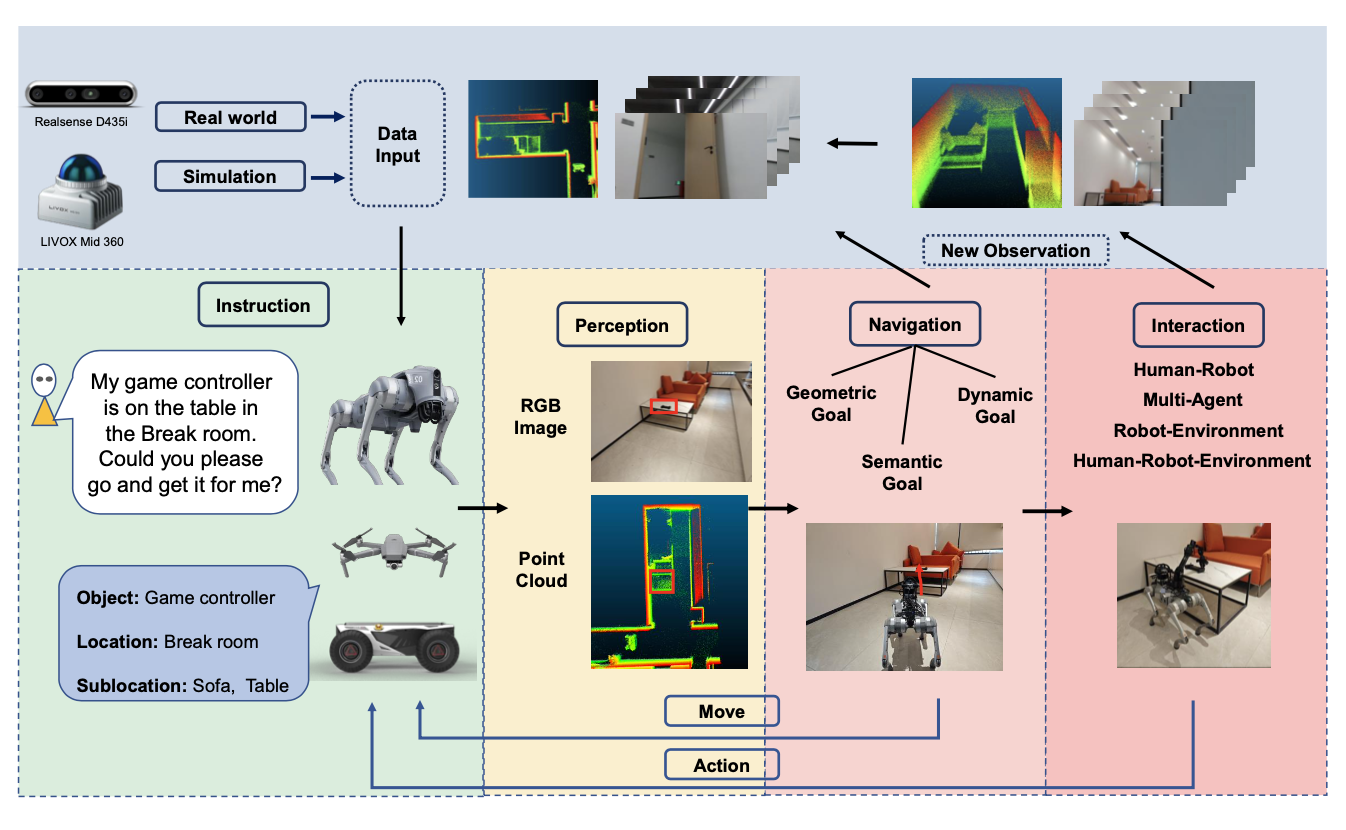 Realsense D435i
Real world
Simulation
LIVOX
LIVOX Mid 360
Data
Input
New Observation
Instruction
My game controller
is on the table in
the Break room.
Could you please
go and get it for me?
Object: Game controller
Location: Break room
Sublocation: Sofa, Table
Perception
RGB
Image
Point
Cloud
Navigation
Geometric
Goal
Semantic
Goal
Dynamic
Goal
Interaction
Human-Robot
Multi-Agent
Robot-Environment
Human-Robot-Environment
Move
Action